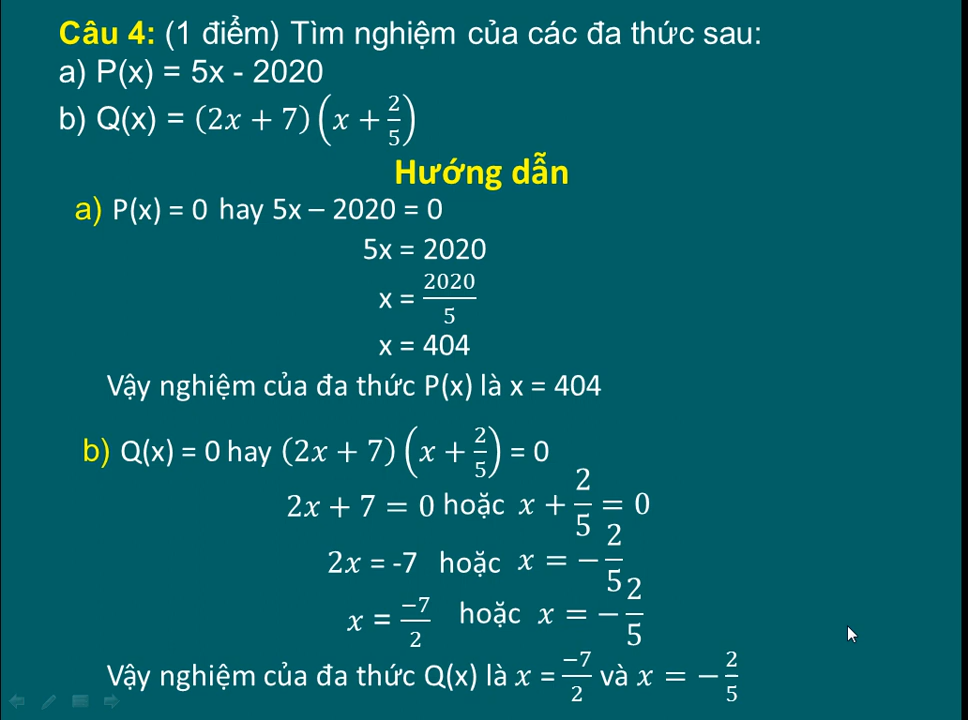 Câu 4: (1 điểm) Tìm nghiệm của các đa thức sau:
a) P(x) = 5x - 2020
b) Q(x) = (2x + 7)(x + 2/5)
Hướng dẫn
a) P(x) = 0 hay 5x – 2020 = 0
5x = 2020
x = 2020/5
x = 404
Vậy nghiệm của đa thức P(x) là x = 404
b) Q(x) = 0 hay (2x + 7)(x + 2/5) = 0
2x + 7 = 0 hoặc x + 2/5 = 0
2x = -7 hoặc x = − 2/5
x = −7/2 hoặc x = − 2/5
Vậy nghiệm của đa thức Q(x) là x = −7/2 và x = − 2/5